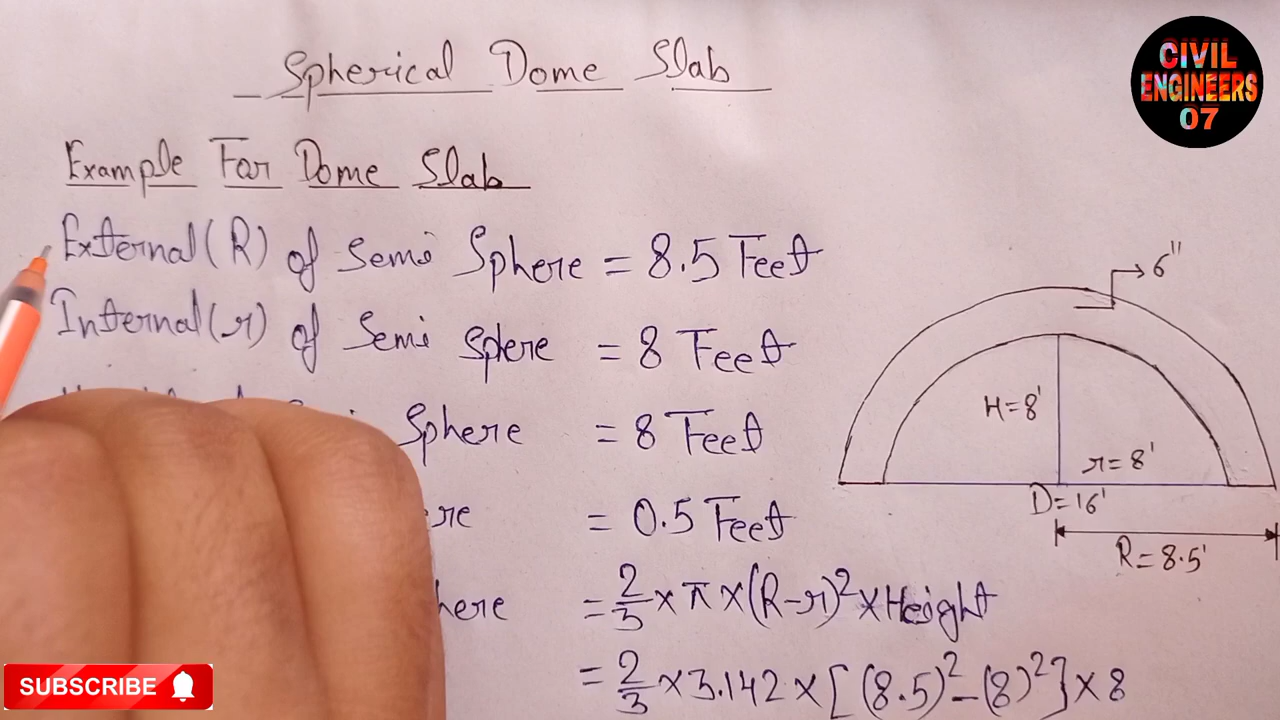 Spherical Dome Slab
CIVIL
ENGINEERS
07
Example For Dome Slab
External (R) of Semi Sphere = 8.5 Feet
Internal (r) of Semi Sphere = 8 Feet
Sphere = 8 Feet
= 0.5 Feet
= 2/3 × π × (R-r)² × Height
= 2/3 × 3.142 × [(8.5)² - (8)²] × 8
6"
H=8'
r=8'
D=16'
R=8.5'
SUBSCRIBE